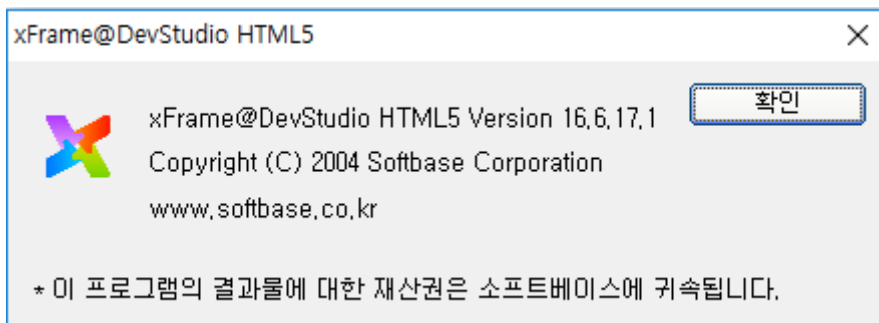 xFrame@DevStudio HTML5
확인
xFrame@DevStudio HTML5 Version 16,6,17,1
Copyright (C) 2004 Softbase Corporation
www.softbase.co.kr
* 이 프로그램의 결과물에 대한 재산권은 소프트베이스에 귀속됩니다.